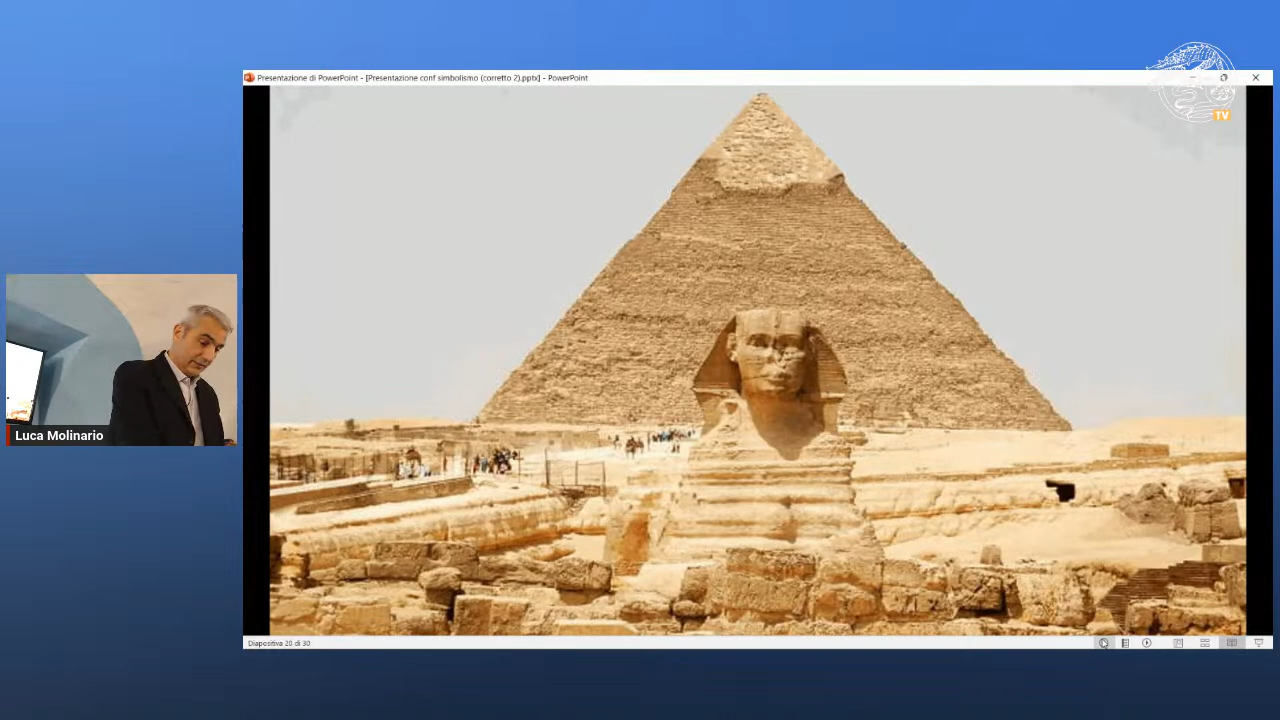 Presentazione di PowerPoint - [Presentazione conf simbolismo (corretto 2).pptx] - PowerPoint
TV
Luca Molinario
Diapositiva 20 di 30